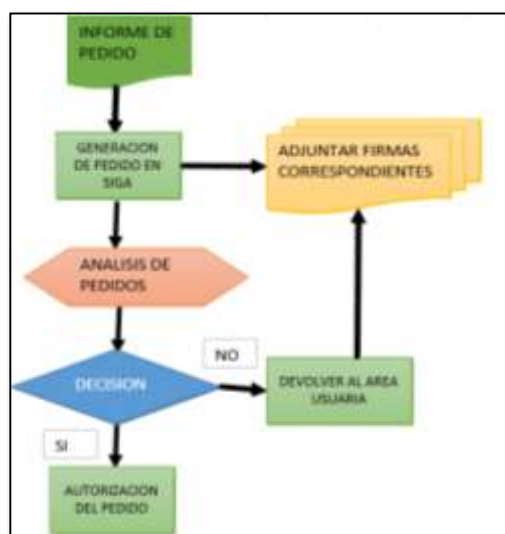 INFORME DE
PEDIDO
GENERACION
DE PEDIDO EN
SIGA
ADJUNTAR FIRMAS
CORRESPONDIENTES
ANALISIS DE
PEDIDOS
NO
DECISION
DEVOLVER AL AREA
USUARIA
SI
AUTORIZACION
DEL PEDIDO